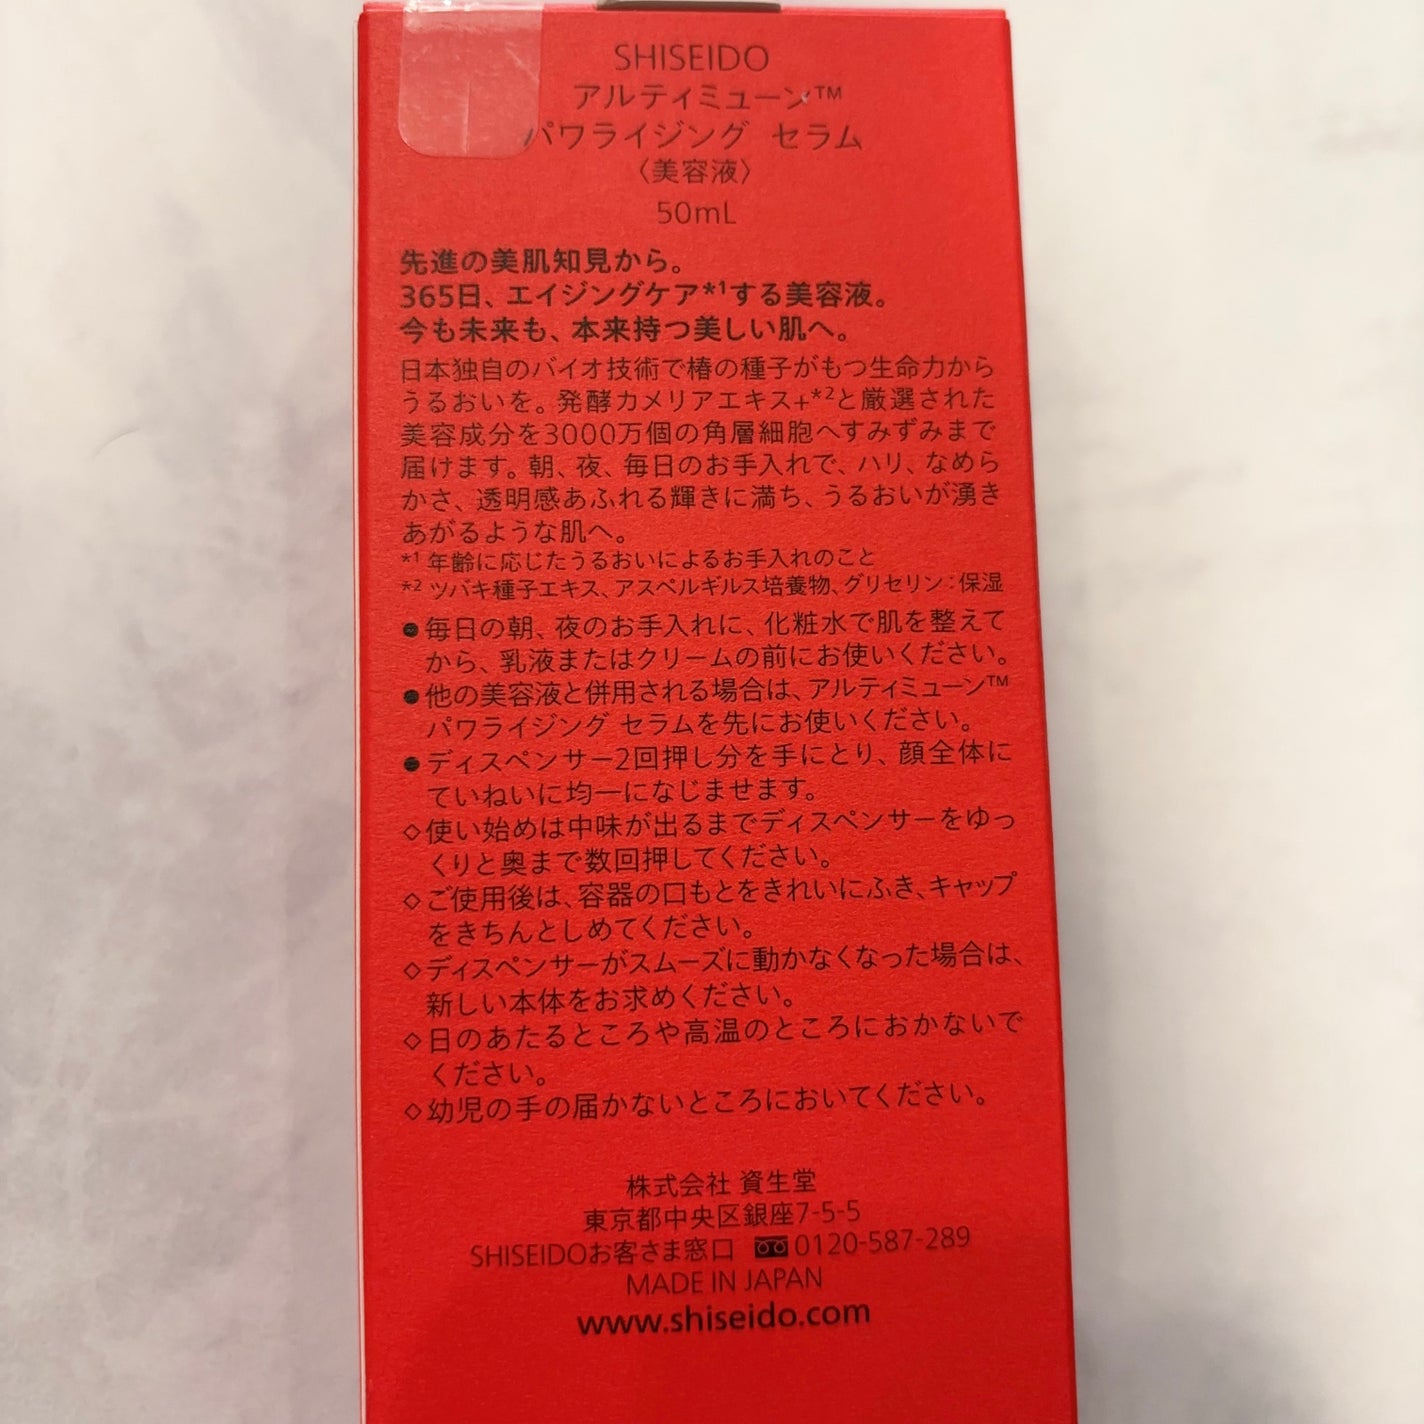 SHISEIDO
アルティミューン™
パワライジング セラム
〈美容液〉
50mL
先進の美肌知見から。
365日、エイジングケア*1する美容液。
今も未来も、本来持つ美しい肌へ。
日本独自のバイオ技術で椿の種子がもつ生命力から
うるおいを。発酵カメリアエキス+*2と厳選された
美容成分を3000万個の角層細胞へすみずみまで
届けます。朝、夜、毎日のお手入れで、ハリ、なめら
かさ、透明感あふれる輝きに満ち、うるおいが湧き
あがるような肌へ。
*1 年齢に応じたうるおいによるお手入れのこと
*2 ツバキ種子エキス、アスペルギルス培養物、グリセリン：保湿
●毎日の朝、夜のお手入れに、化粧水で肌を整えて
から、乳液またはクリームの前にお使いください。
●他の美容液と併用される場合は、アルティミューン™
パワライジング セラムを先にお使いください。
●ディスペンサー2回押し分を手にとり、顔全体に
ていねいに均一になじませます。
◇使い始めは中味が出るまでディスペンサーをゆっ
くりと奥まで数回押してください。
◇ご使用後は、容器の口もとをきれいにふき、キャップ
をきちんとしめてください。
◇ディスペンサーがスムーズに動かなくなった場合は、
新しい本体をお求めください。
◇日のあたるところや高温のところにおかないで
ください。
◇幼児の手の届かないところにおいてください。
株式会社 資生堂
東京都中央区銀座7-5-5
SHISEIDOお客さま窓口 0120-587-289
MADE IN JAPAN
www.shiseido.com